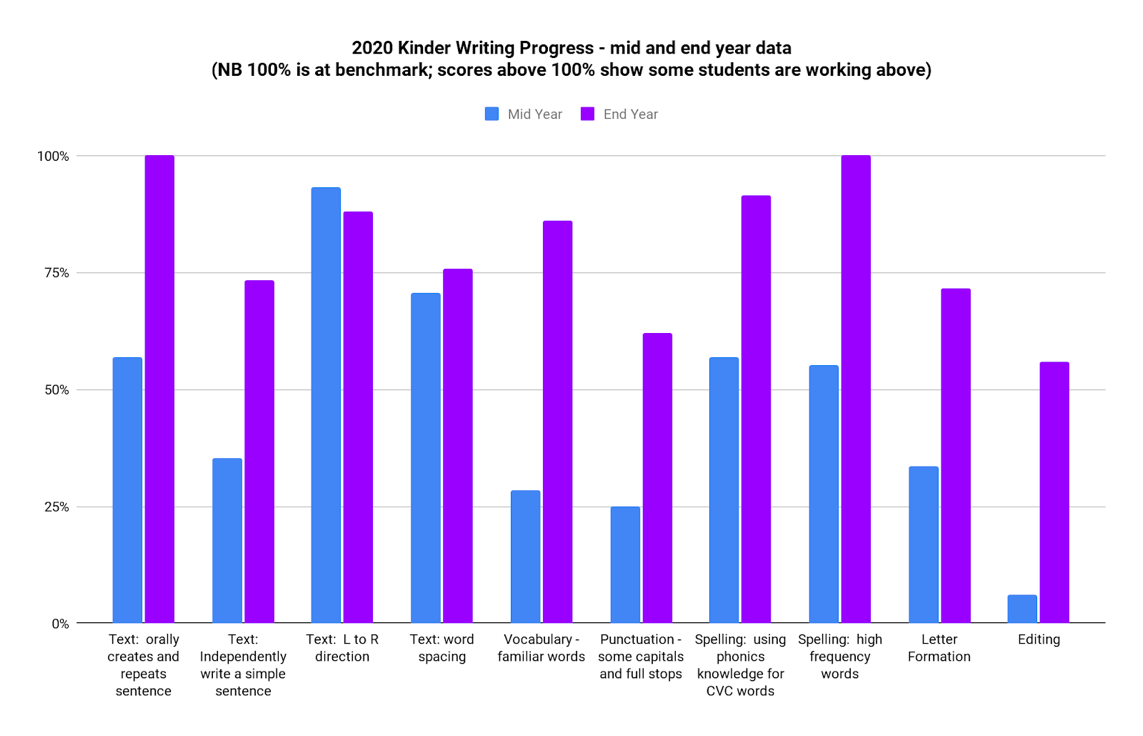 2020 Kinder Writing Progress - mid and end year data
(NB 100% is at benchmark; scores above 100% show some students are working above)
Mid Year
End Year
100%
75%
50%
25%
0%
Text: orally
creates and
repeats
sentence
Text:
Independently
write a simple
sentence
Text: L to R
direction
Text: word
spacing
Vocabulary -
familiar words
Punctuation -
some capitals
and full stops
Spelling: using
phonics
knowledge for
CVC words
Spelling: high
frequency
words
Letter
Formation
Editing